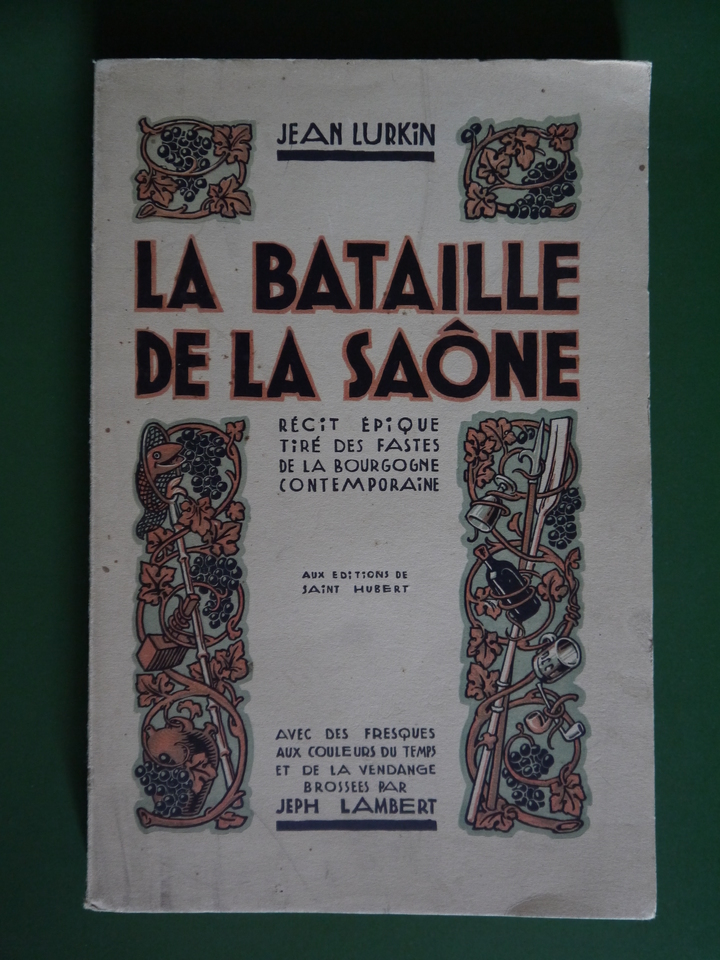 JEAN LURKiN
LA BATAiLLE
DE LA SAÔNE
RÉCiT ÉPiQUE
TiRÉ DES FASTES
DE LA BOURGOGNE
CONTEMPORAiNE
AUX EDiTiONS DE
SAiNT HUBERT
AVEC DES FRESQUES
AUX COULEURS DU TEMPS
ET DE LA VENDANGE
BROSSEES PAR
JEPH LAMBERT